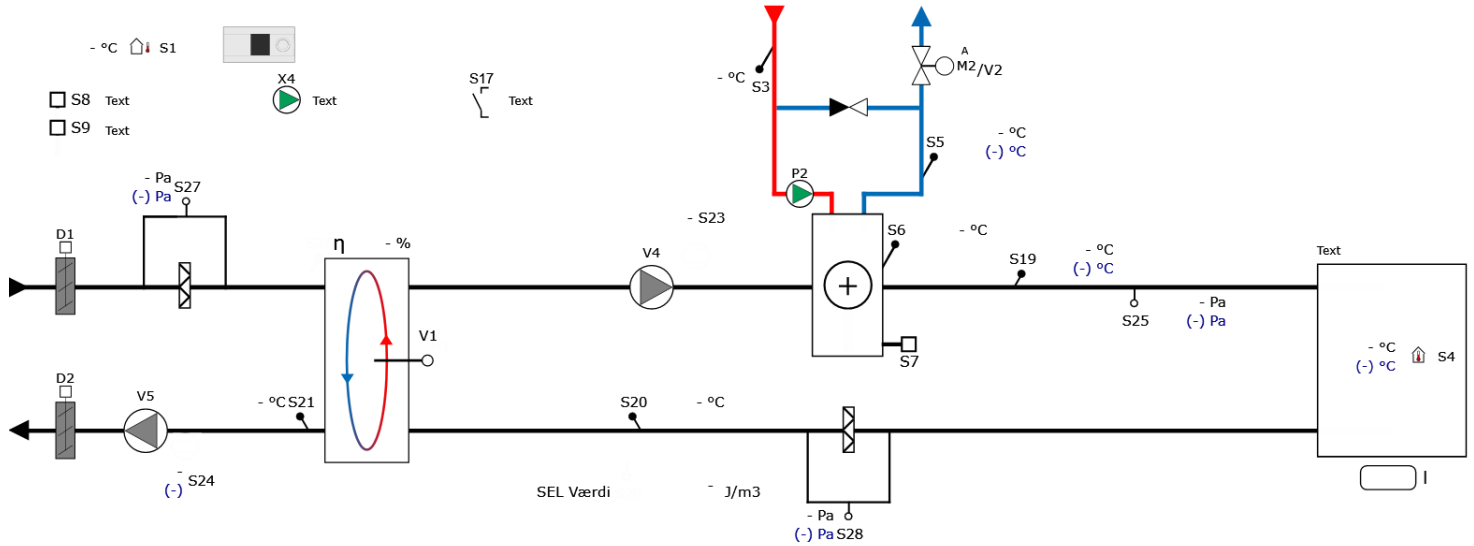 - °C S1
X4
Text
S17
Text
S8 Text
S9 Text
- °C
S3
A
M2/V2
S5
- °C
(-) °C
P2
- Pa
(-) Pa
S27
D1
η - %
- S23
V4
S6
- °C
S19
- °C
(-) °C
S25
- Pa
(-) Pa
Text
V1
S7
- °C
(-) °C
S4
D2
V5
- °C S21
S20
- °C
-
(-) S24
SEL Værdi - J/m3
- Pa
(-) Pa S28
I